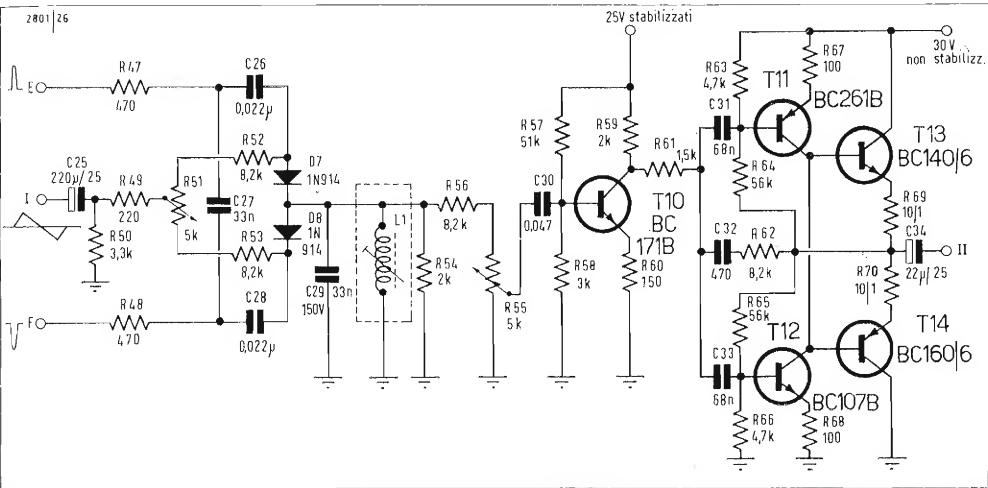 2801|26
25V stabilizzati
30V
non stabilizz.
E
R47
470
C26
0,022µ
R52
8,2k
D7
1N914
C25
220µ/25
I
R49
220
R51
5k
C27
33n
R50
3,3k
D8
1N
914
R53
8,2k
R48
470
F
C28
0,022µ
C29
33n
150V
L1
R54
2k
R56
8,2k
R55
5k
C30
0,047
R57
51k
R59
2k
R58
3k
R60
150
T10
BC
171B
R61
1,5k
R63
4,7k
C31
68n
R64
56k
C32
470
R62
8,2k
R65
56k
C33
68n
R66
4,7k
T11
BC261B
R67
100
T12
BC107B
R68
100
T13
BC140/6
R69
10/1
C34
22µ/25
II
R70
10/1
T14
BC160/6